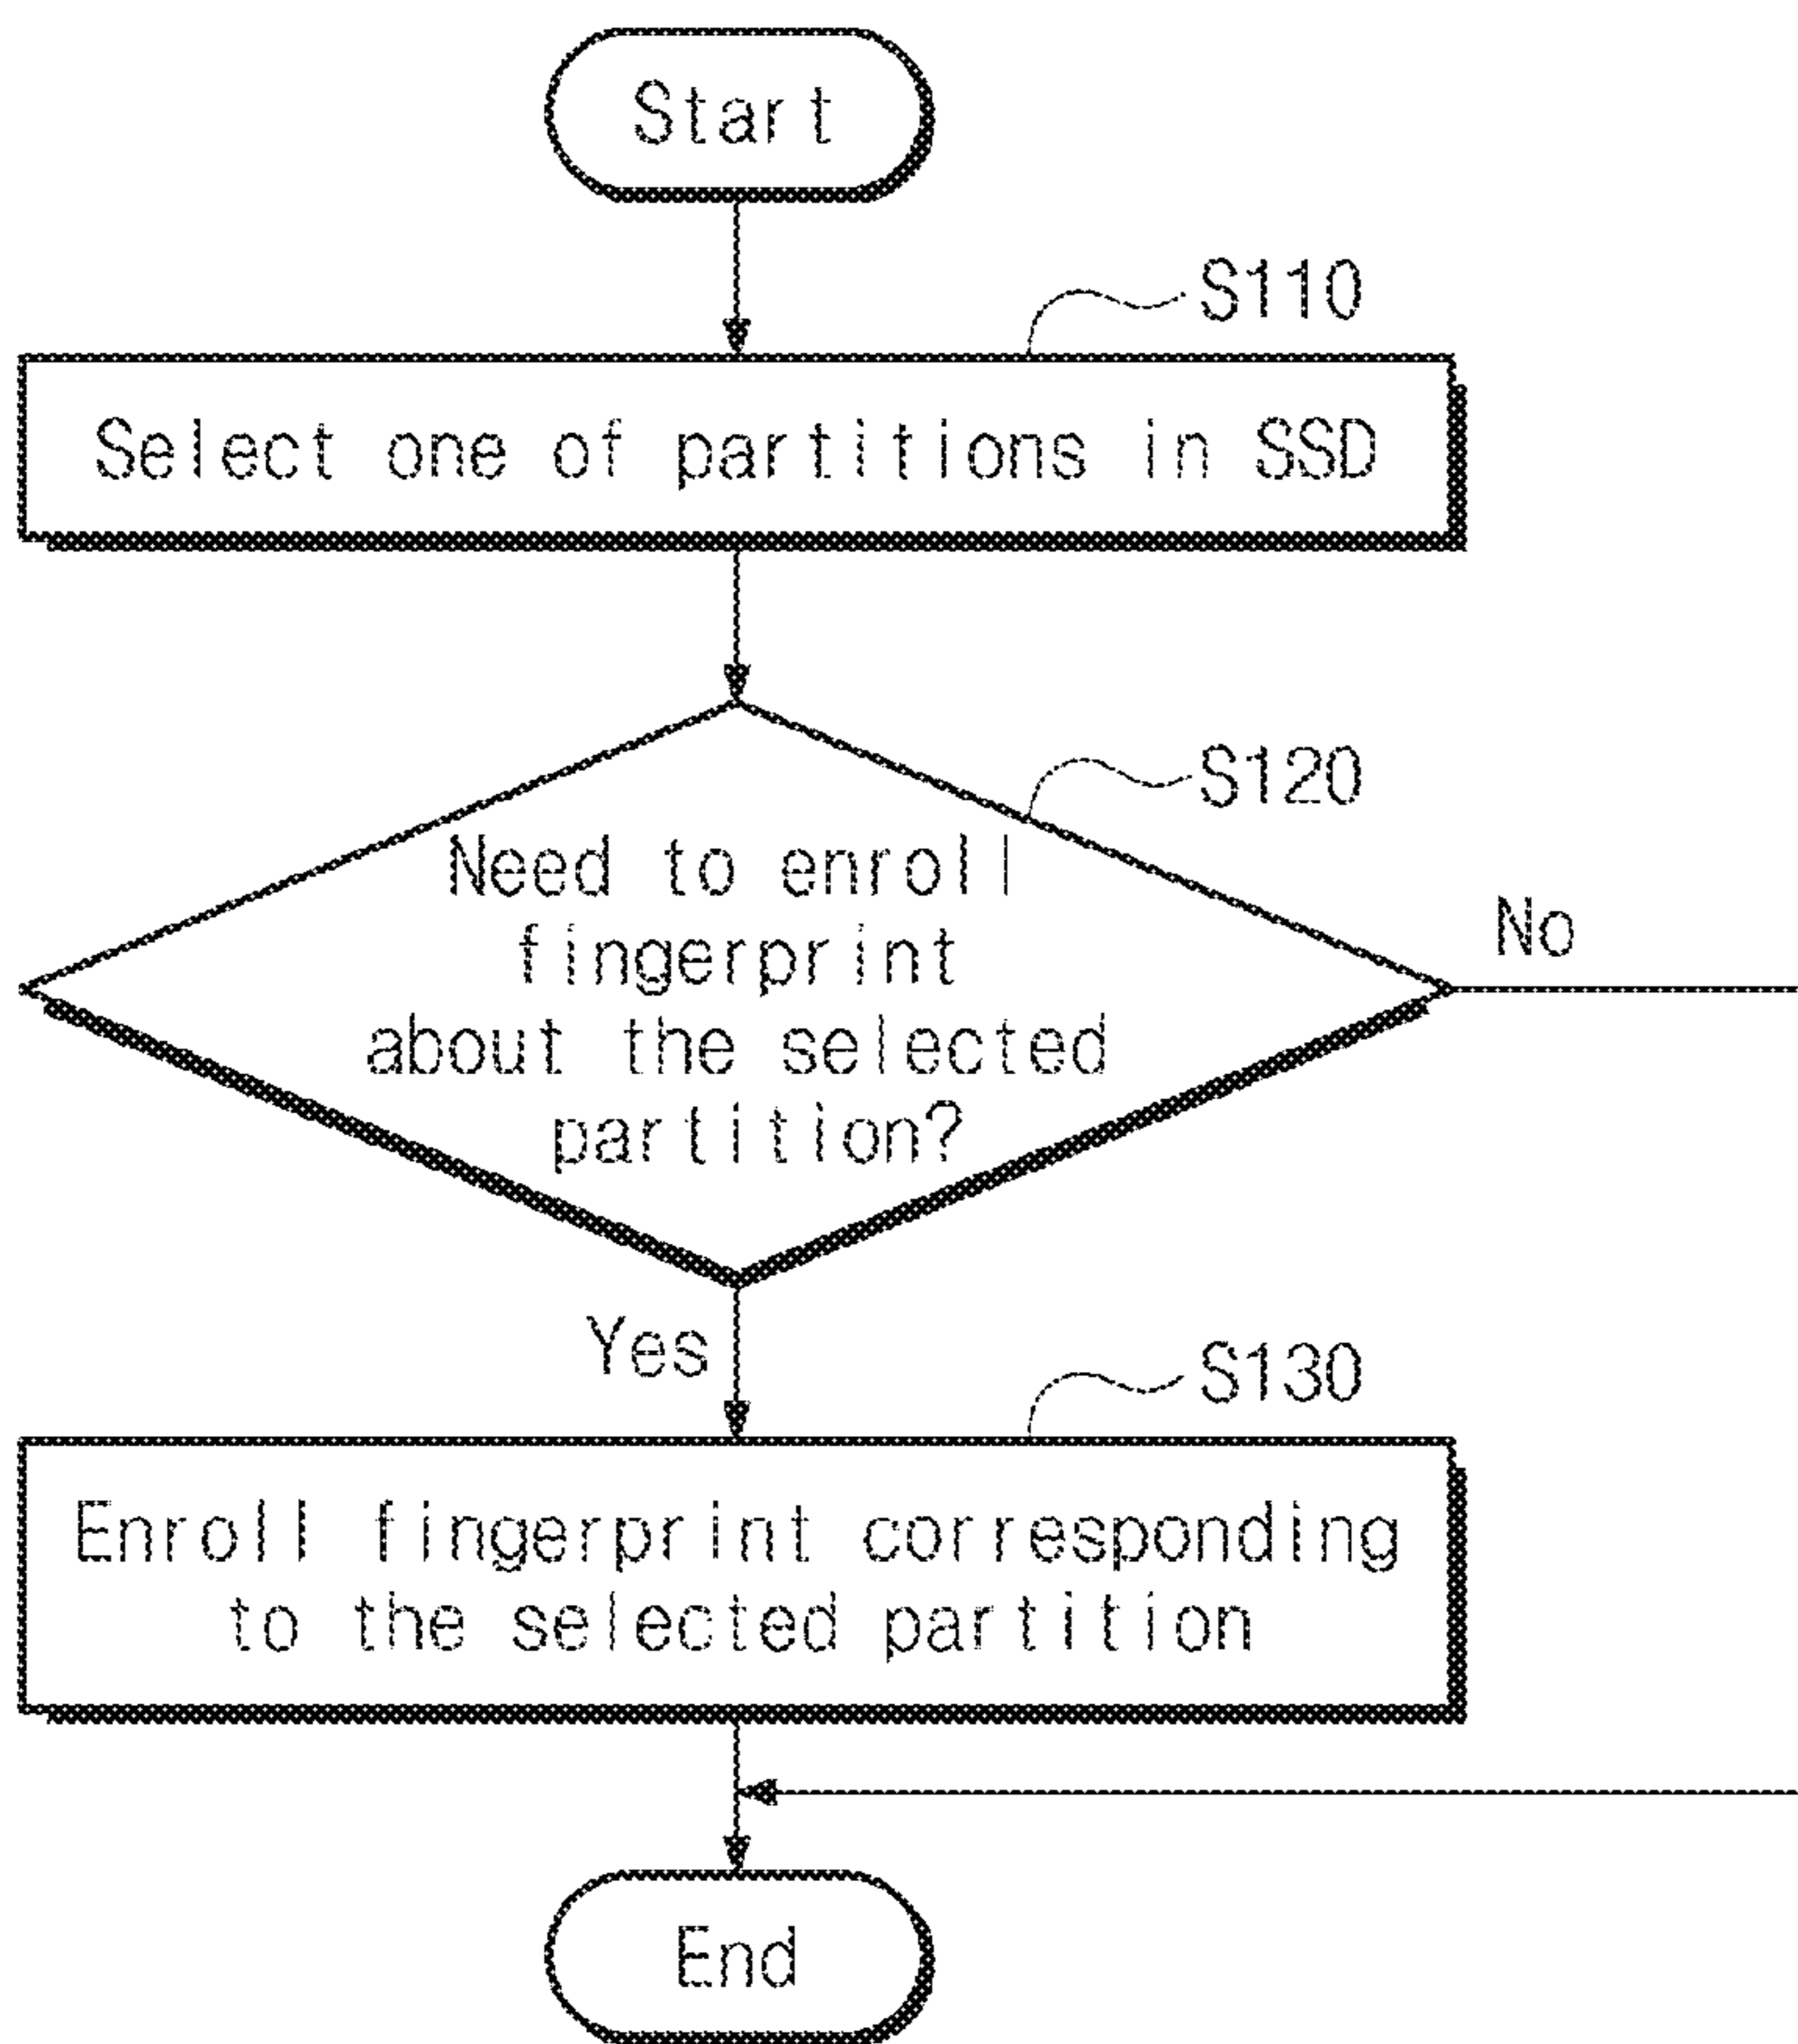 Start
S110
Select one of partitions in SSD
S120
Need to enroll
fingerprint
about the selected
partition?
No
Yes
S130
Enroll fingerprint corresponding
to the selected partition
End